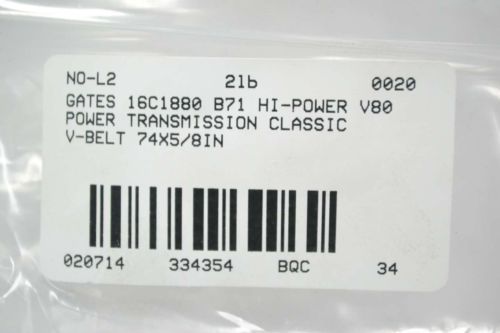 NO-L2 2lb 0020
GATES 16C1880 B71 HI-POWER V80
POWER TRANSMISSION CLASSIC
V-BELT 74X5/8IN
020714 334354 BQC 34